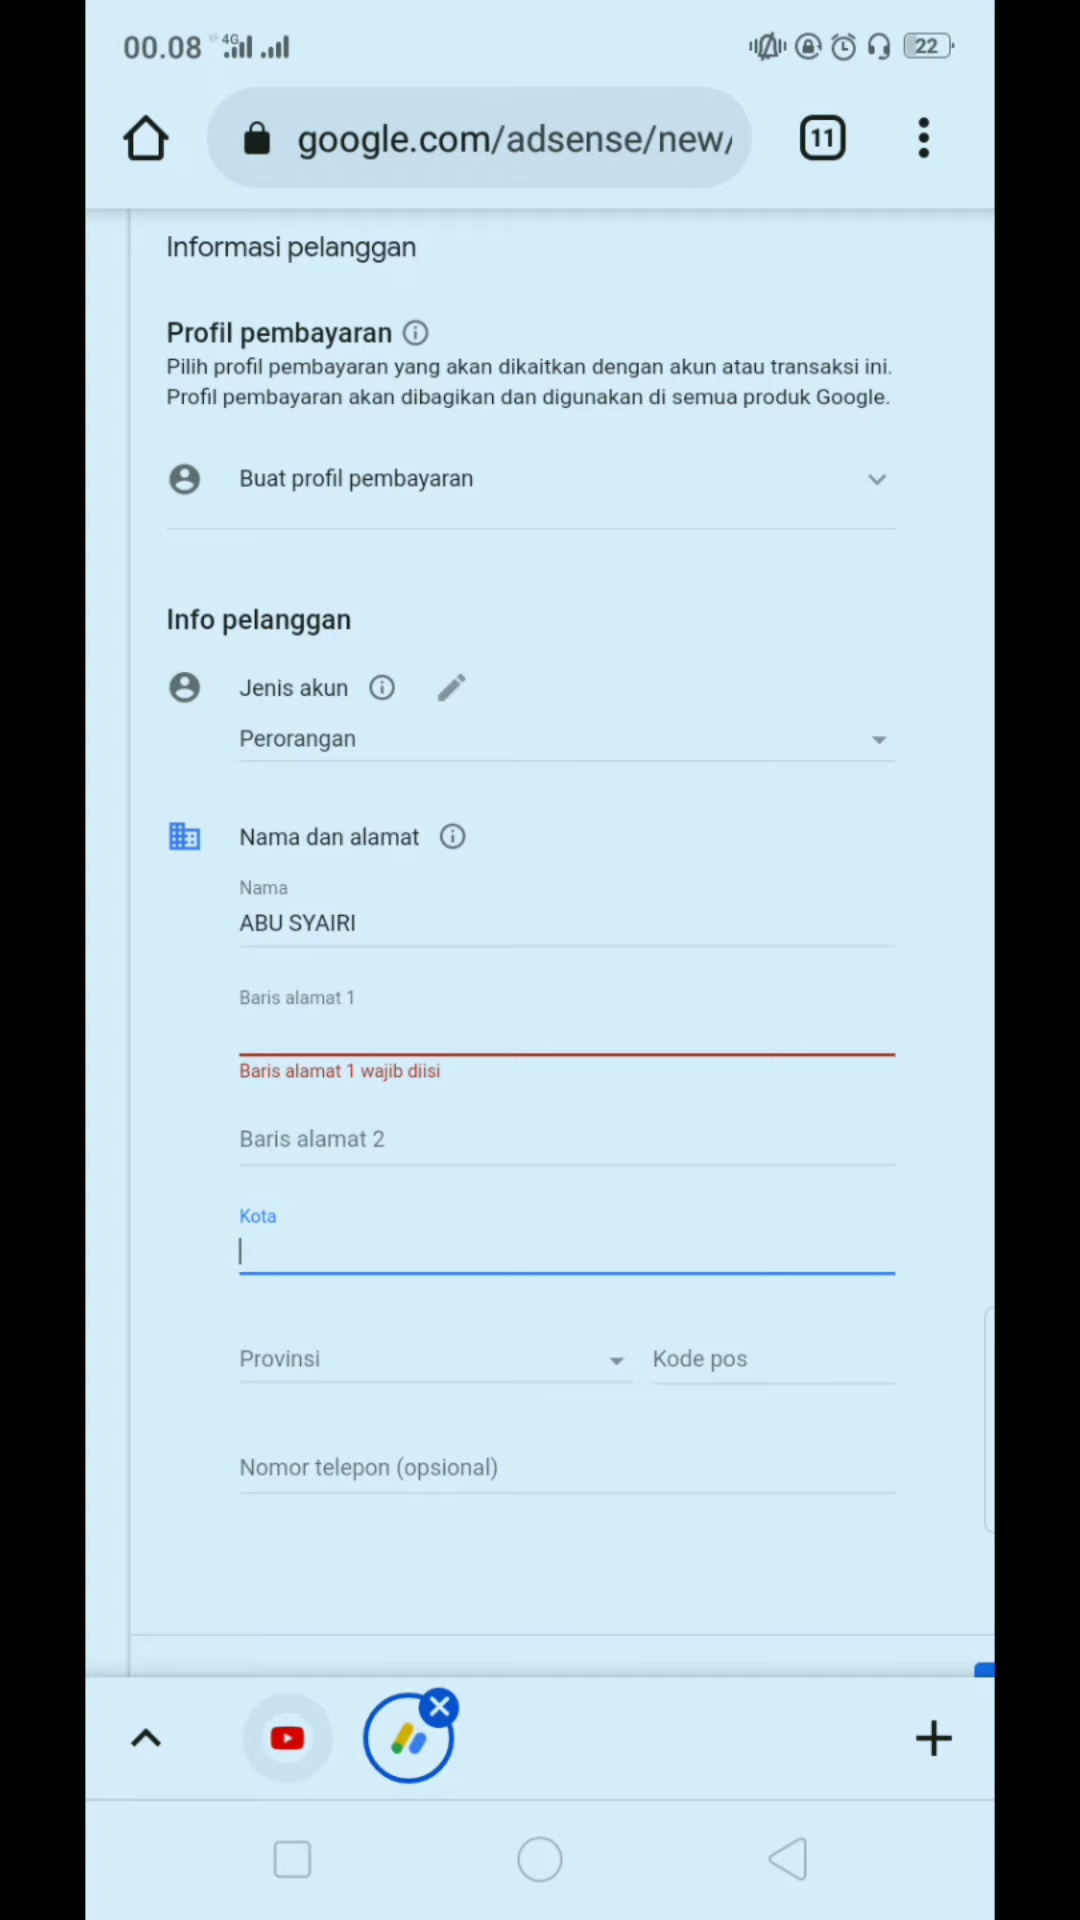 00.08 4G 22
google.com/adsense/new/ 11
Informasi pelanggan
Profil pembayaran
Pilih profil pembayaran yang akan dikaitkan dengan akun atau transaksi ini.
Profil pembayaran akan dibagikan dan digunakan di semua produk Google.
Buat profil pembayaran
Info pelanggan
Jenis akun
Perorangan
Nama dan alamat
Nama
ABU SYAIRI
Baris alamat 1
Baris alamat 1 wajib diisi
Baris alamat 2
Kota
Provinsi Kode pos
Nomor telepon (opsional)